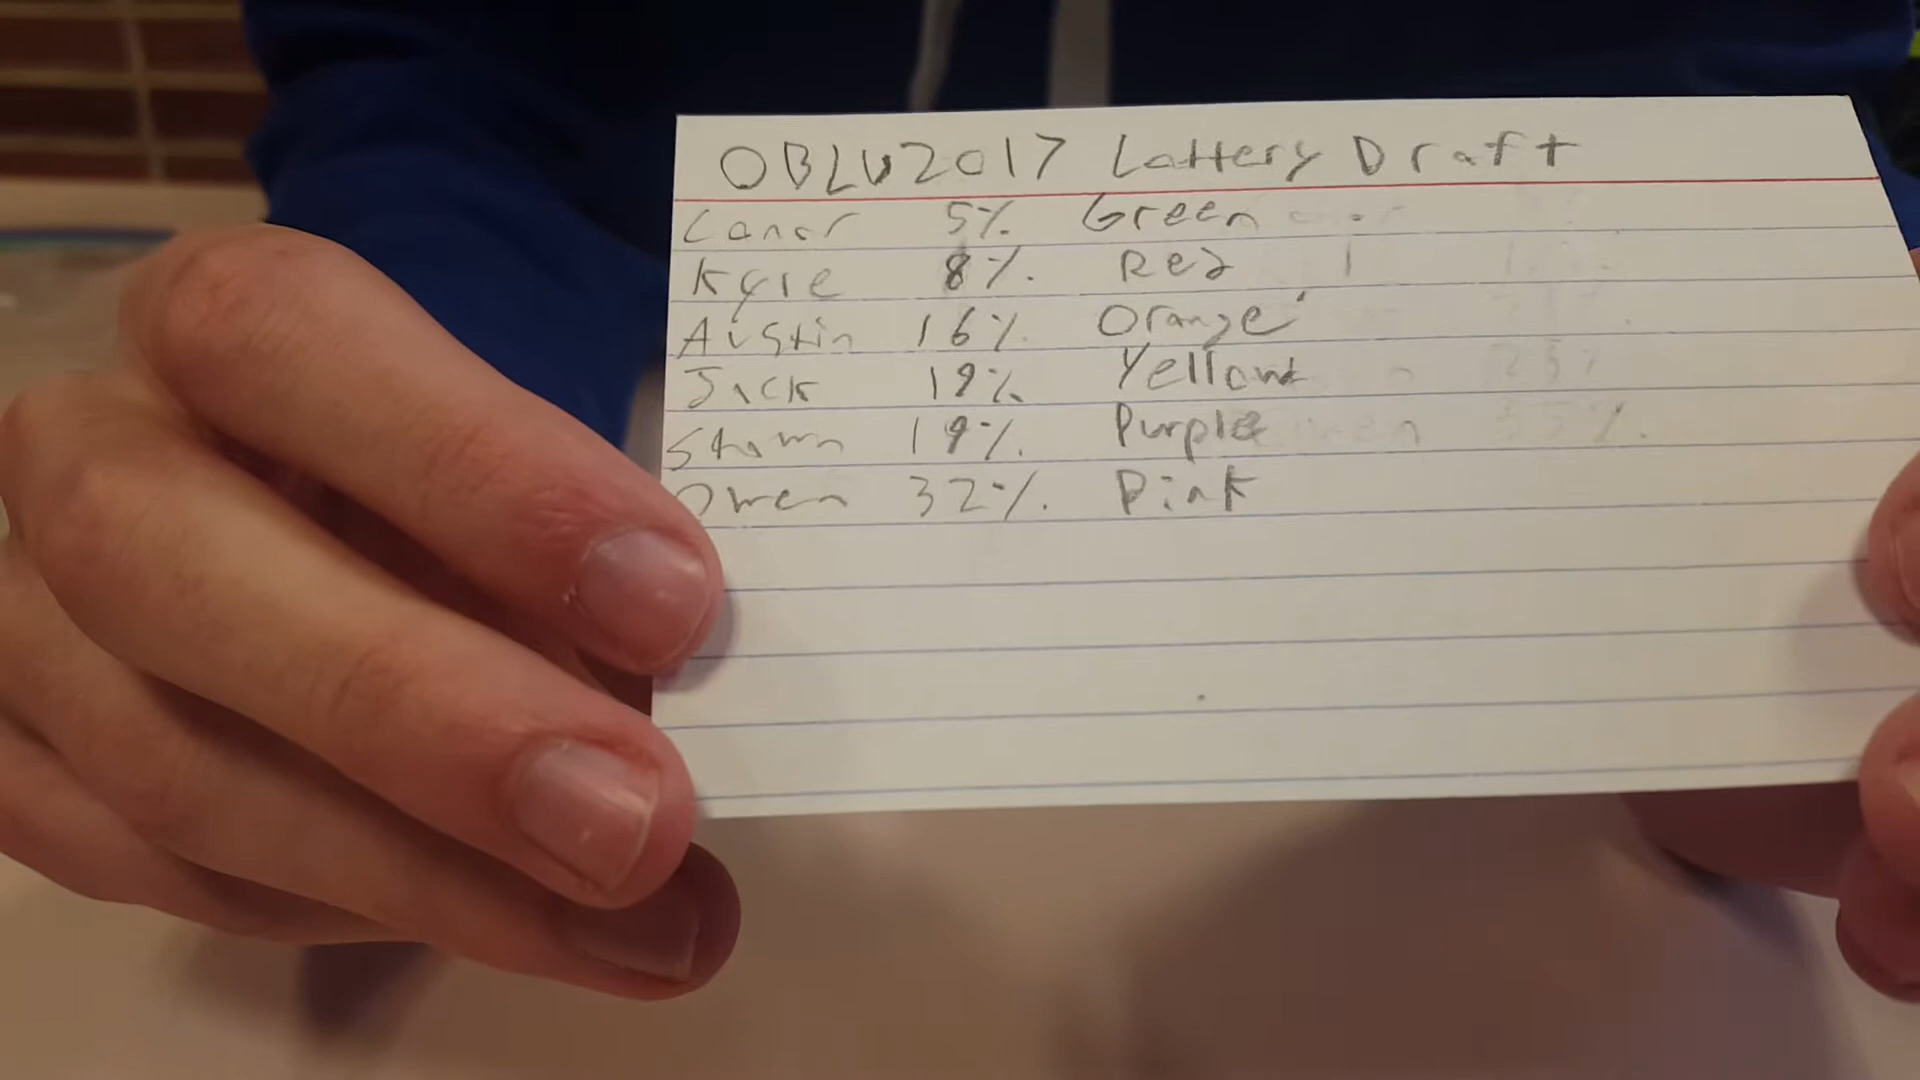 OBLV2017 Lottery Draft
Conor 5% Green
Kyle 8% Red
Austin 16% Orange
Jack 19% Yellow
Shawn 19% Purple
Owen 32% Pink